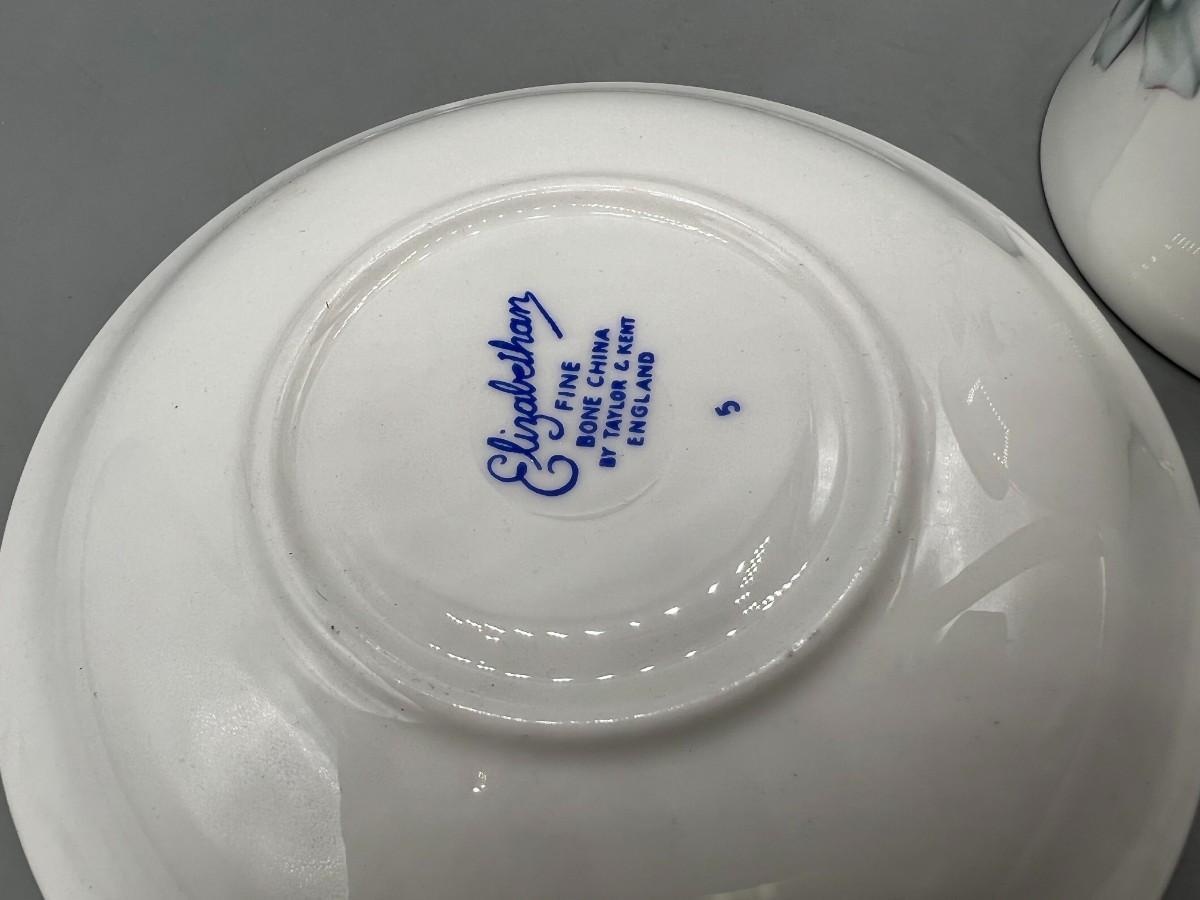 Elizabethan
FINE
BONE CHINA
BY TAYLOR & KENT
ENGLAND
5